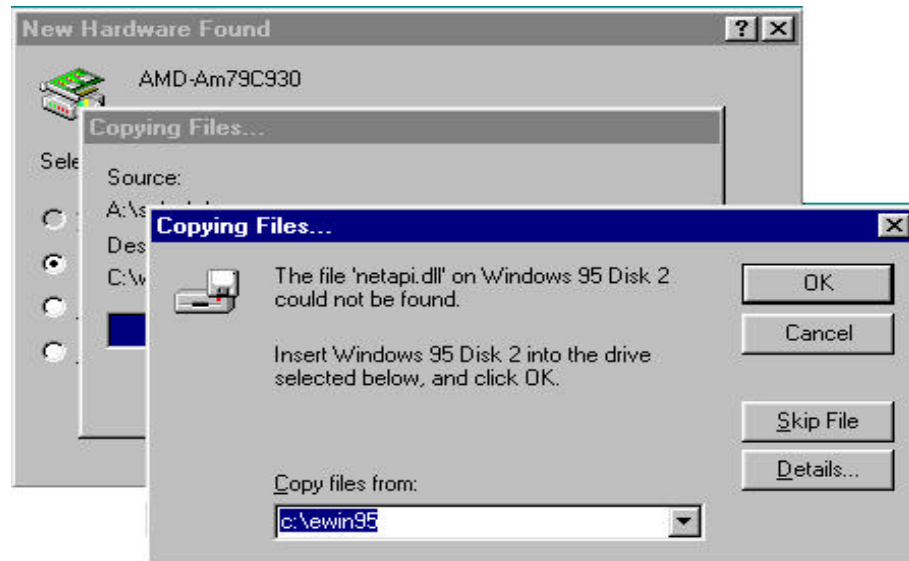 New Hardware Found
AMD-Am79C930
Copying Files...
Sele
Source:
A:\s
Des
C:\w
Copying Files...
The file 'netapi.dll' on Windows 95 Disk 2
could not be found.
Insert Windows 95 Disk 2 into the drive
selected below, and click OK.
Copy files from:
c:\ewin95
OK
Cancel
Skip File
Details...